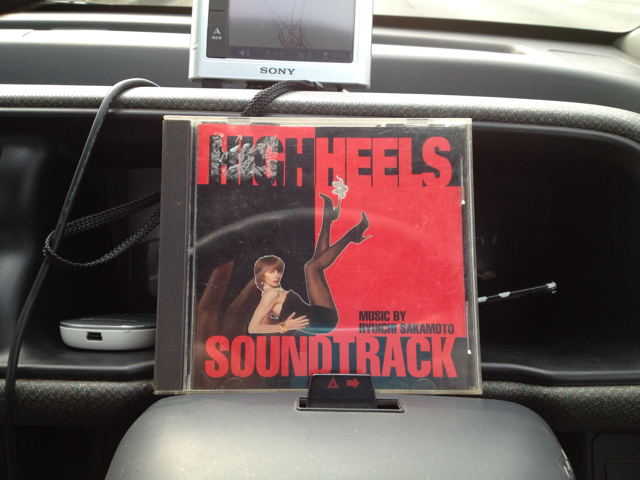 SONY
HIGH HEELS
MUSIC BY
RYUICHI SAKAMOTO
SOUNDTRACK